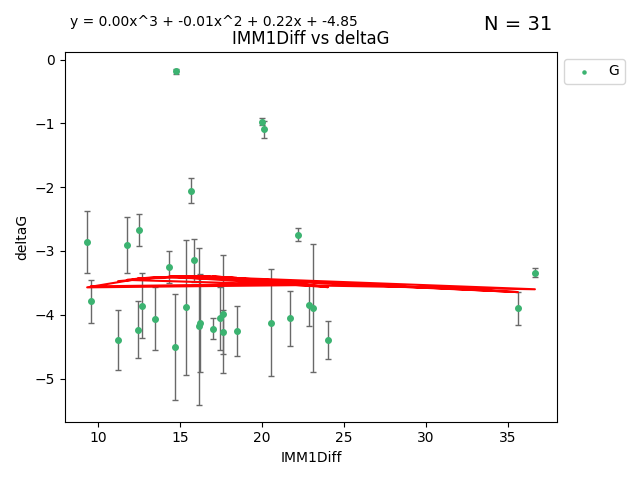 y = 0.00x^3 + -0.01x^2 + 0.22x + -4.85
N = 31
IMM1Diff vs deltaG
G
0
−1
−2
−3
−4
−5
deltaG
10 15 20 25 30 35
IMM1Diff